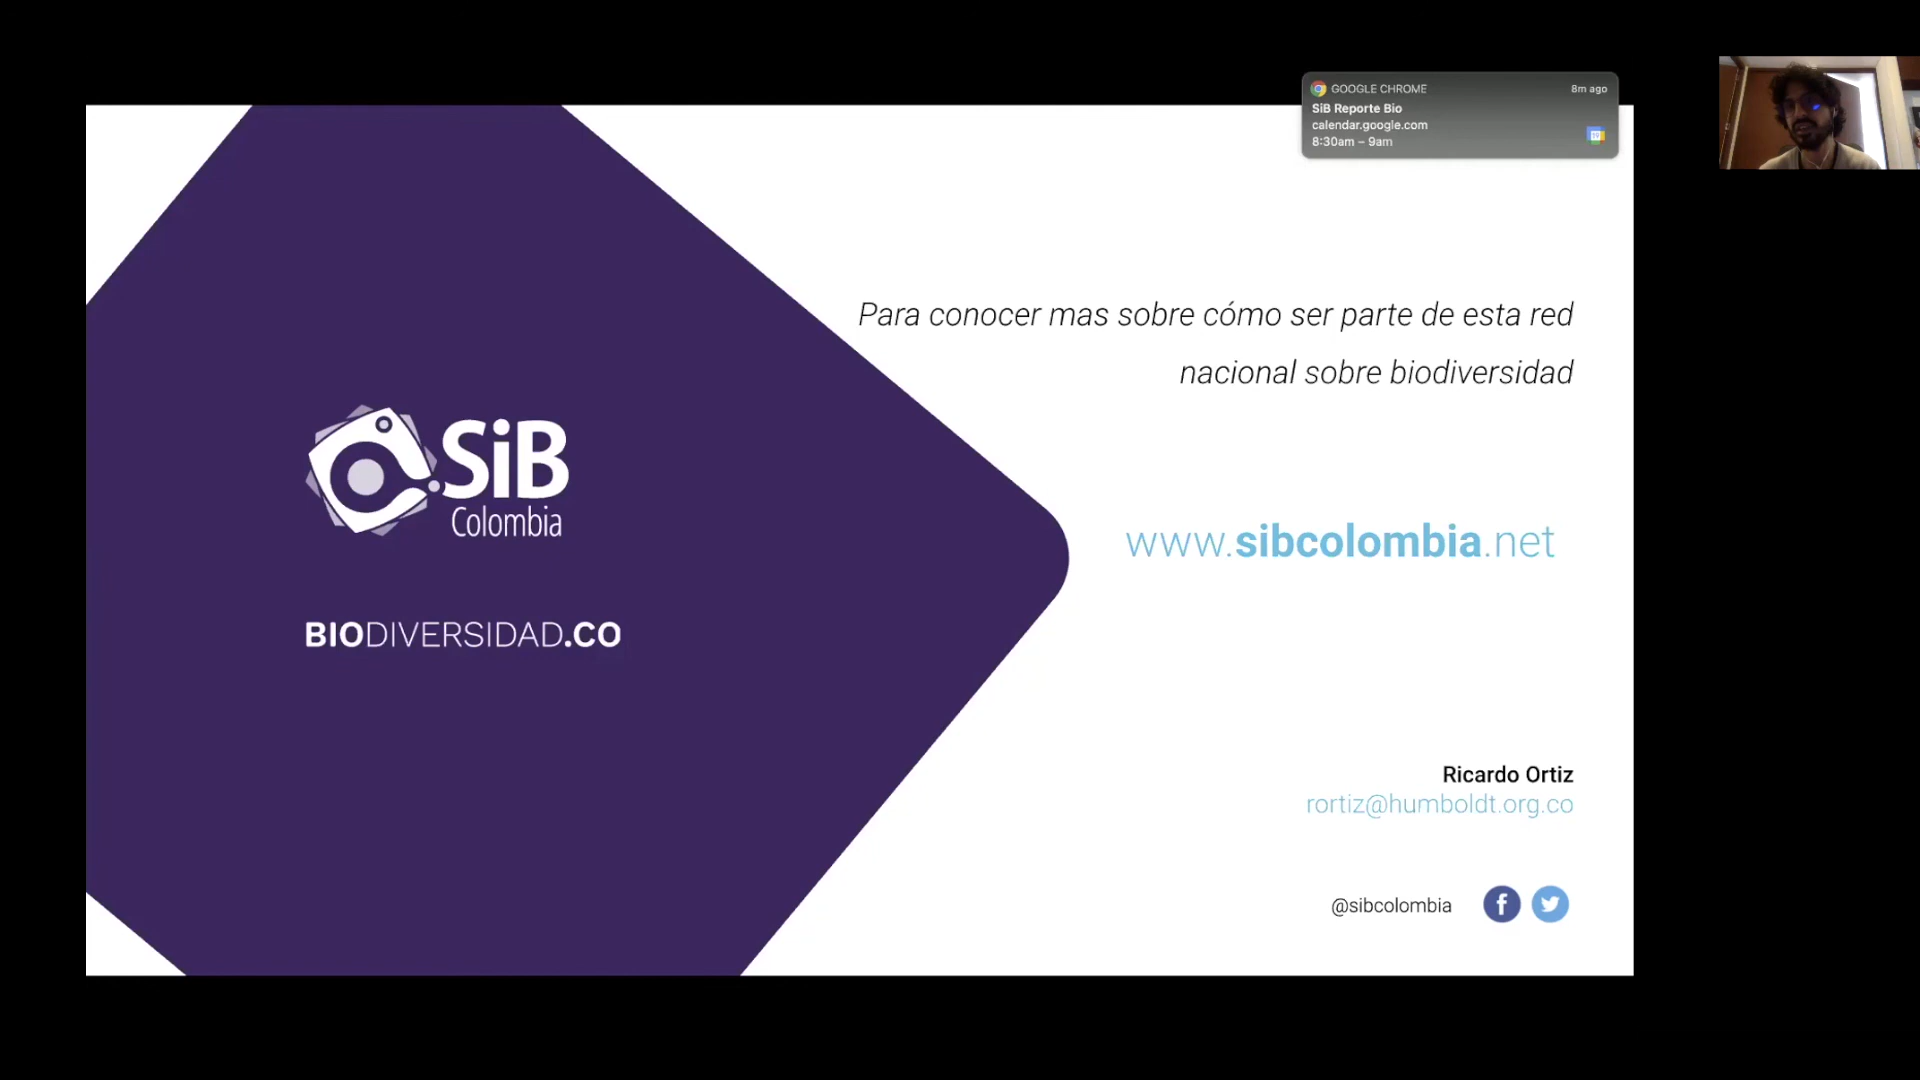 GOOGLE CHROME 8m ago
SiB Reporte Bio
calendar.google.com
8:30am – 9am
Para conocer mas sobre cómo ser parte de esta red
nacional sobre biodiversidad
SiB
Colombia
www.sibcolombia.net
BIODIVERSIDAD.CO
Ricardo Ortiz
rortiz@humboldt.org.co
@sibcolombia